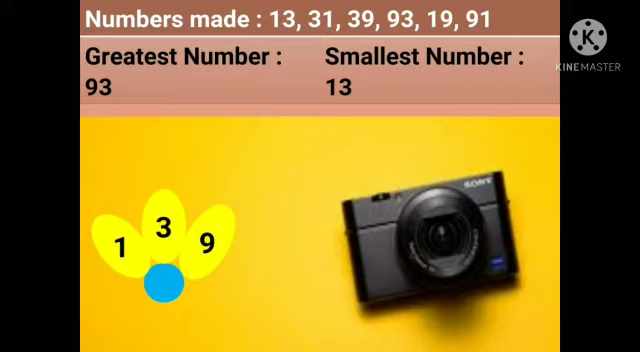 Numbers made : 13, 31, 39, 93, 19, 91
Greatest Number :
93
Smallest Number :
13
K
KINEMASTER
1
3
9
SONY